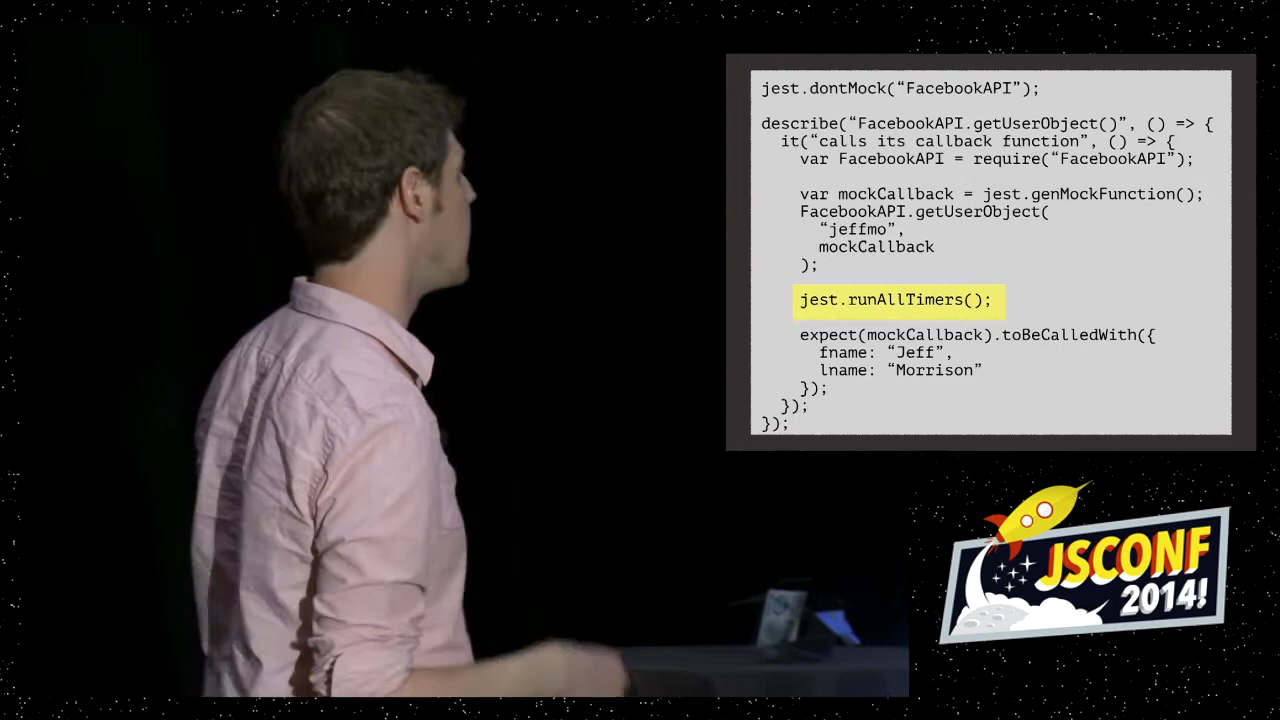 jest.dontMock(“FacebookAPI”);
describe(“FacebookAPI.getUserObject()”, () => {
it(“calls its callback function”, () => {
var FacebookAPI = require(“FacebookAPI”);
var mockCallback = jest.genMockFunction();
FacebookAPI.getUserObject(
“jeffmo”,
mockCallback
);
jest.runAllTimers();
expect(mockCallback).toBeCalledWith({
fname: “Jeff”,
lname: “Morrison”
});
});
});
JSCONF
2014!